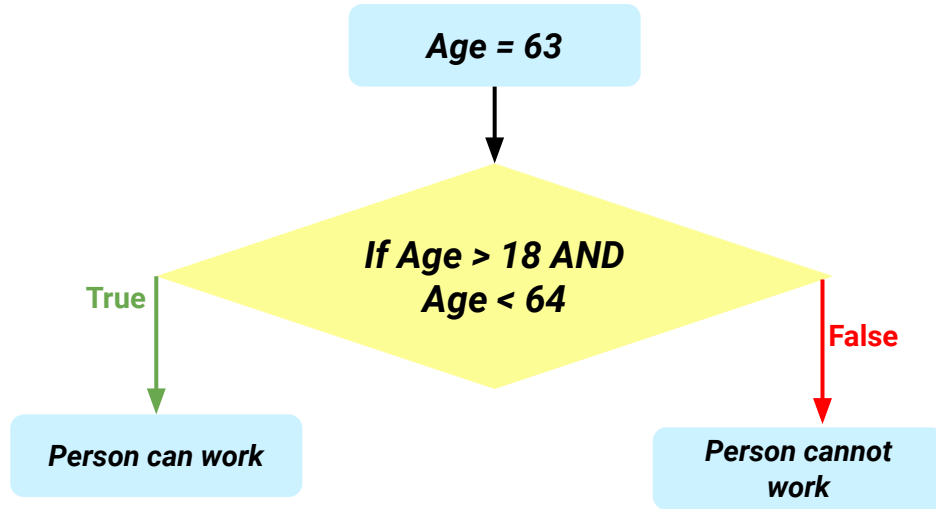 Age = 63
If Age > 18 AND
Age < 64
True
False
Person can work
Person cannot
work